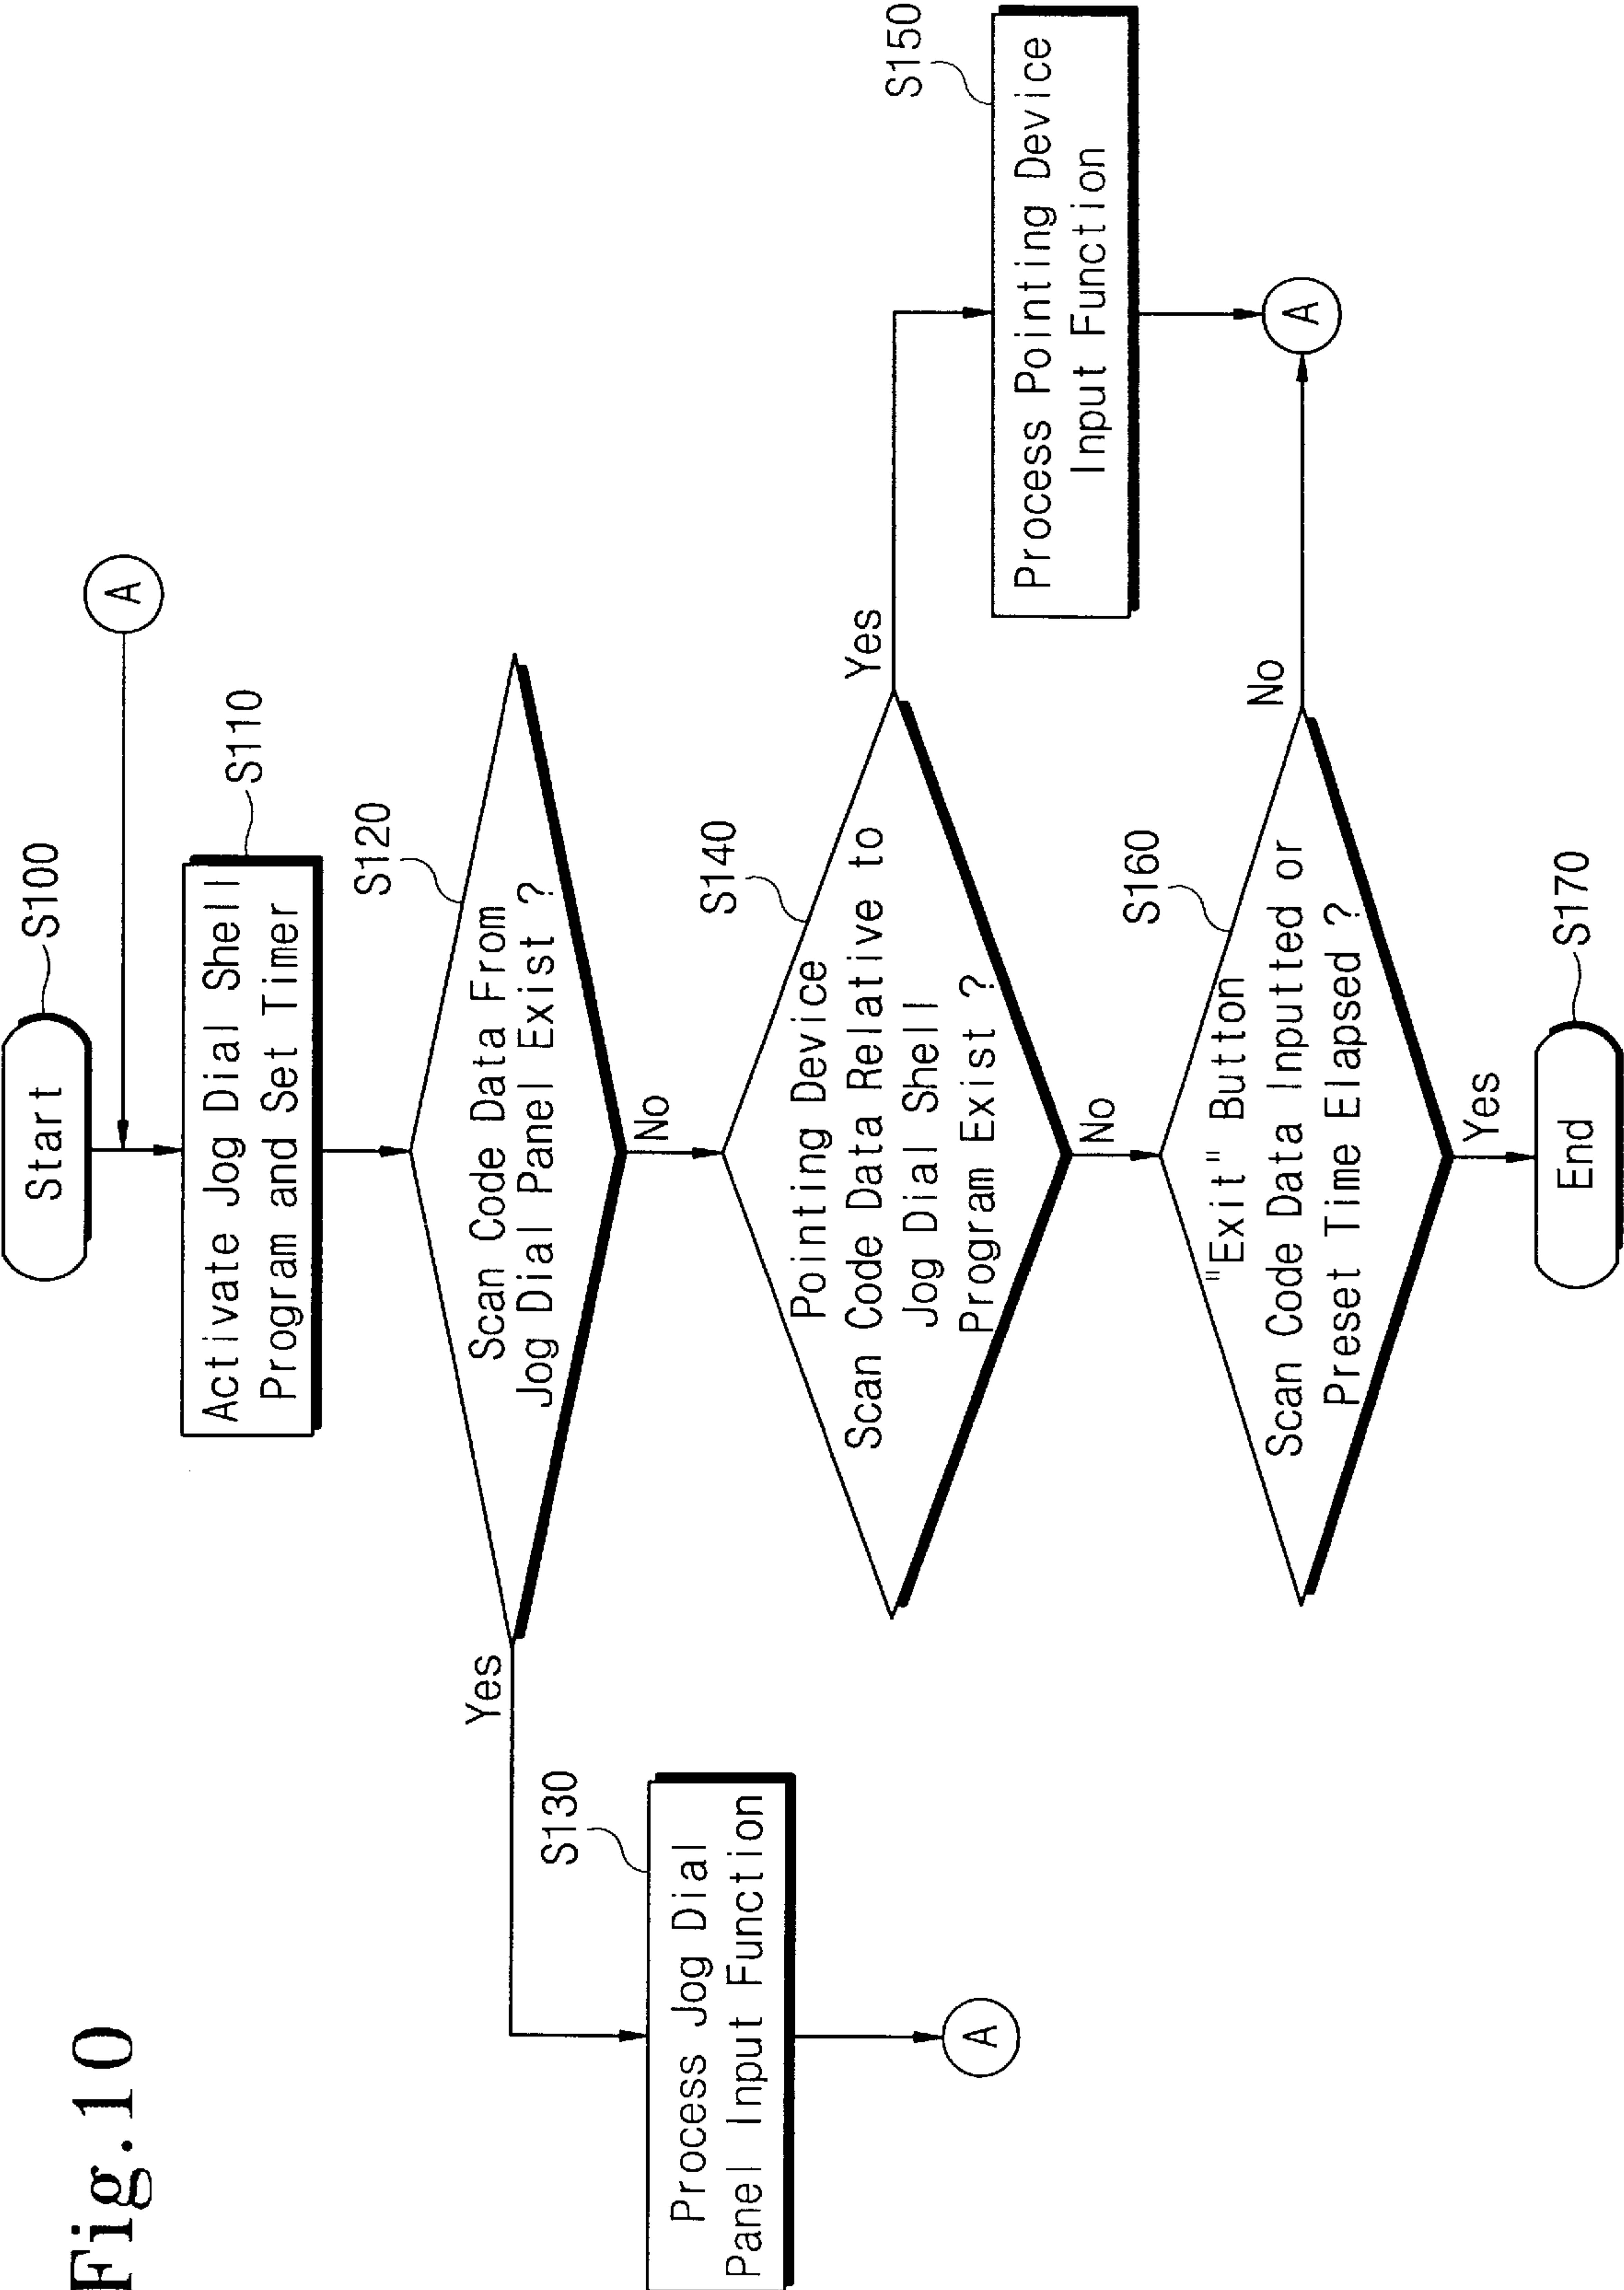 Fig.10
Start
S100
A
Activate Jog Dial Shell
Program and Set Timer
S110
S120
Scan Code Data From
Jog Dial Panel Exist ?
Yes
No
S130
Process Jog Dial
Panel Input Function
A
S140
Pointing Device
Scan Code Data Relative to
Jog Dial Shell
Program Exist ?
Yes
No
S150
Process Pointing Device
Input Function
A
S160
"Exit" Button
Scan Code Data Inputted or
Preset Time Elapsed ?
No
Yes
End
S170